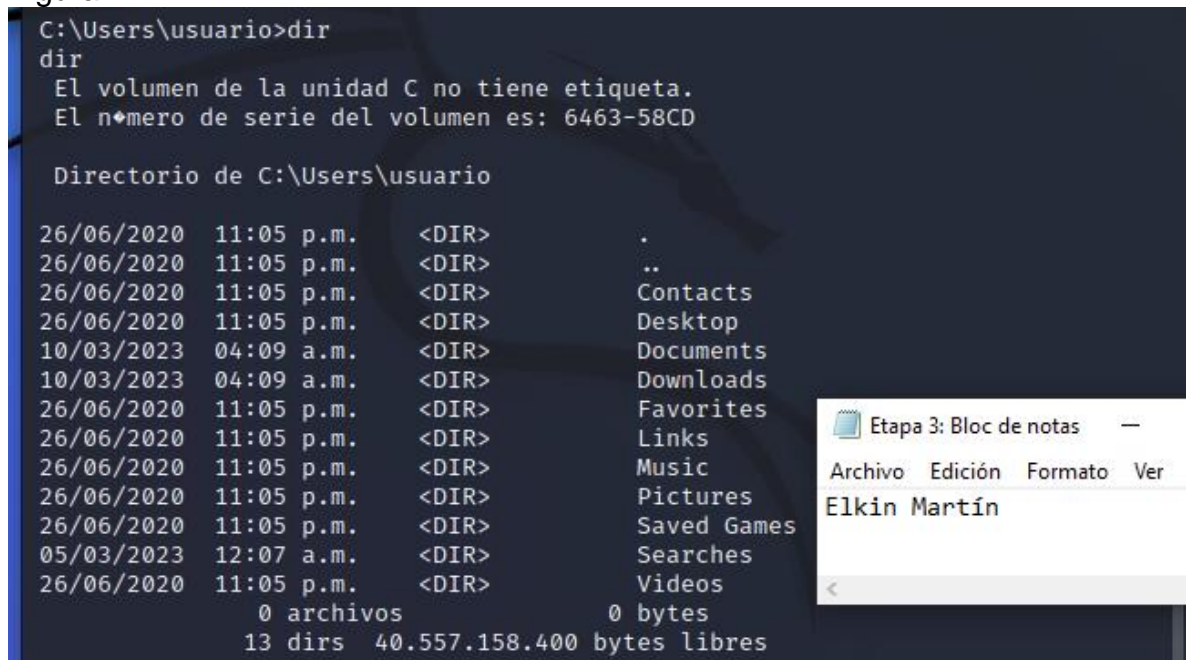 C:\Users\usuario>dir
dir
El volumen de la unidad C no tiene etiqueta.
El n�mero de serie del volumen es: 6463-58CD
Directorio de C:\Users\usuario
26/06/2020 11:05 p.m. <DIR> .
26/06/2020 11:05 p.m. <DIR> ..
26/06/2020 11:05 p.m. <DIR> Contacts
26/06/2020 11:05 p.m. <DIR> Desktop
10/03/2023 04:09 a.m. <DIR> Documents
10/03/2023 04:09 a.m. <DIR> Downloads
26/06/2020 11:05 p.m. <DIR> Favorites
26/06/2020 11:05 p.m. <DIR> Links
26/06/2020 11:05 p.m. <DIR> Music
26/06/2020 11:05 p.m. <DIR> Pictures
26/06/2020 11:05 p.m. <DIR> Saved Games
05/03/2023 12:07 a.m. <DIR> Searches
26/06/2020 11:05 p.m. <DIR> Videos
0 archivos 0 bytes
13 dirs 40.557.158.400 bytes libres
Etapa 3: Bloc de notas
Archivo Edición Formato Ver
Elkin Martín